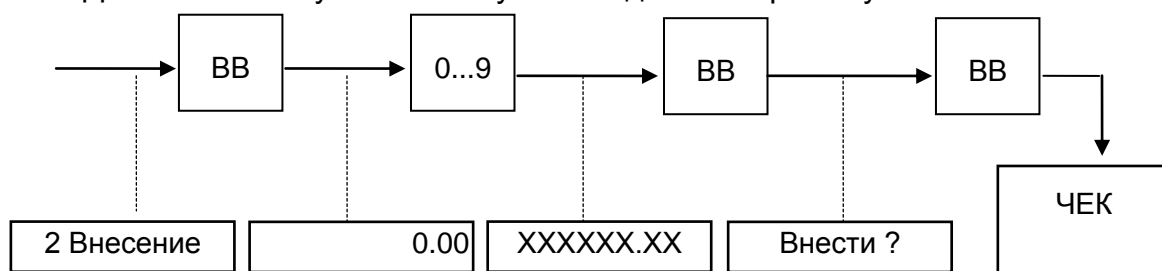 ВВ 0...9 ВВ ВВ
ЧЕК
2 Внесение 0.00 XXXXXX.XX Внести ?